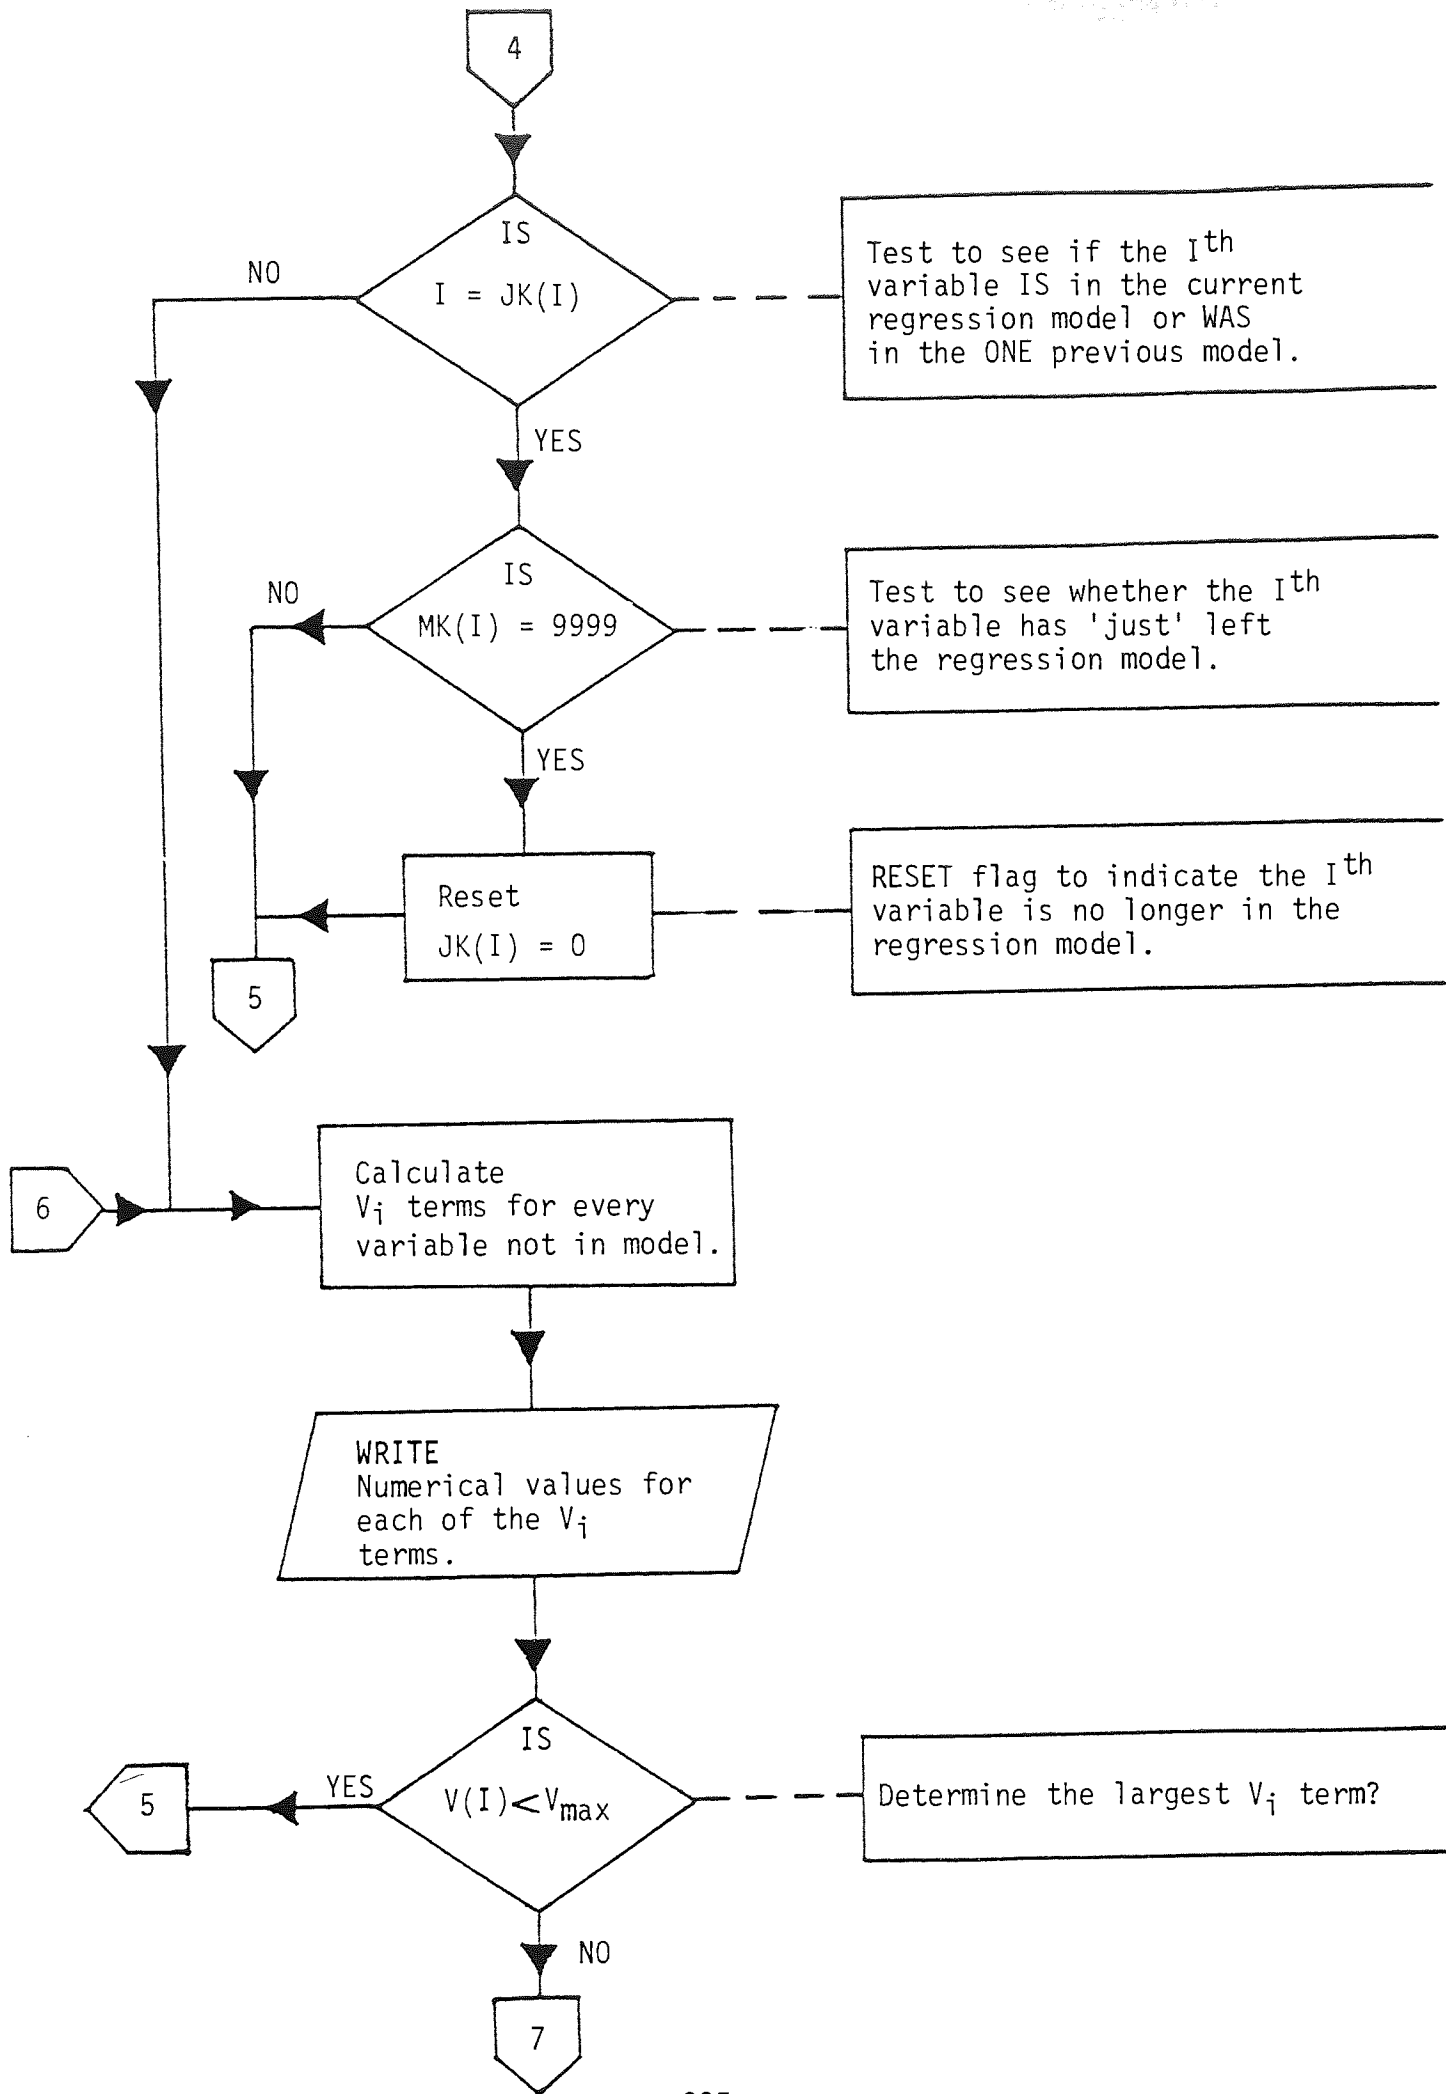 4
IS
I = JK(I)
NO
Test to see if the Ith
variable IS in the current
regression model or WAS
in the ONE previous model.
YES
IS
MK(I) = 9999
NO
Test to see whether the Ith
variable has 'just' left
the regression model.
YES
Reset
JK(I) = 0
RESET flag to indicate the Ith
variable is no longer in the
regression model.
5
6
Calculate
Vi terms for every
variable not in model.
WRITE
Numerical values for
each of the Vi
terms.
IS
V(I)<Vmax
YES
5
Determine the largest Vi term?
NO
7